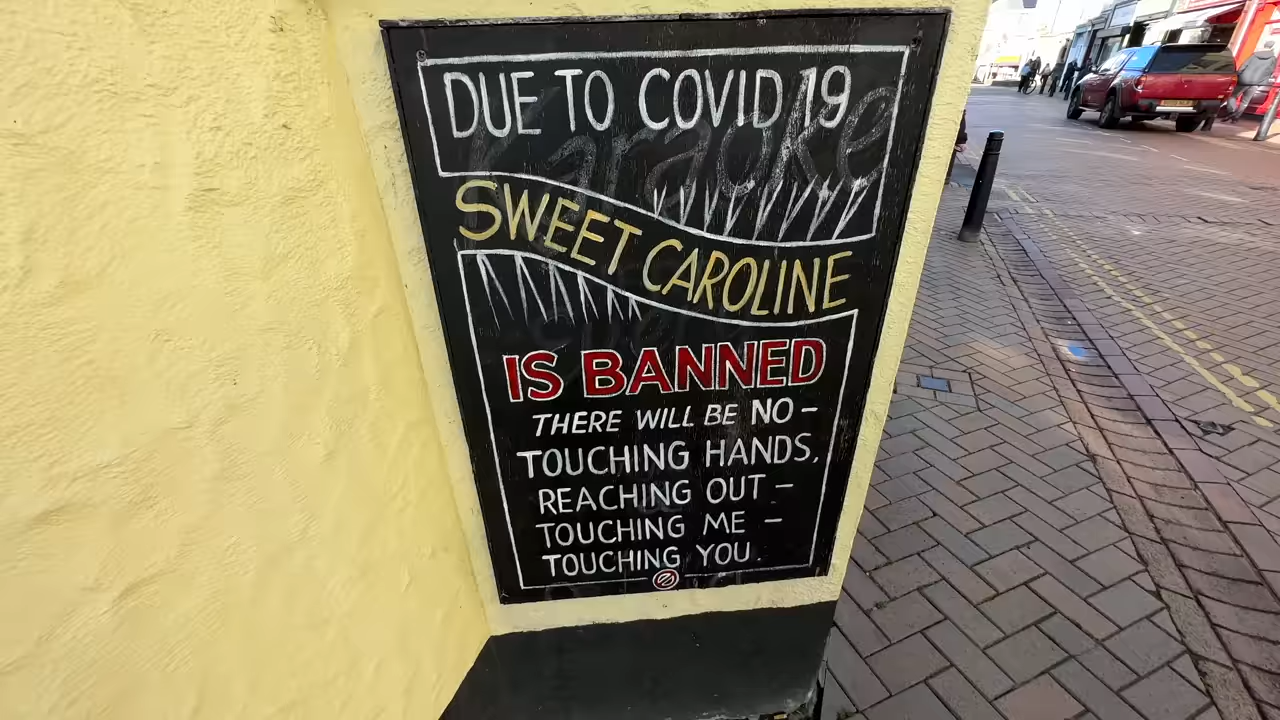 DUE TO COVID 19
Karaoke
SWEET CAROLINE
IS BANNED
THERE WILL BE NO –
TOUCHING HANDS,
REACHING OUT –
TOUCHING ME –
TOUCHING YOU.